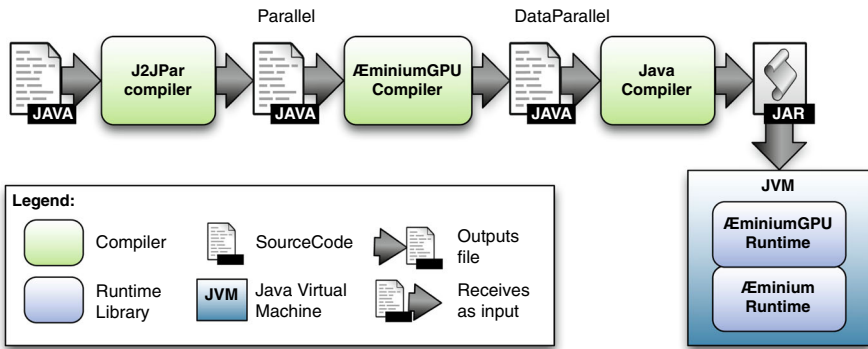 Parallel
DataParallel
JAVA
J2JPar
compiler
JAVA
ÆminiumGPU
Compiler
JAVA
Java
Compiler
JAR
JVM
ÆminiumGPU
Runtime
Æminium
Runtime
Legend:
Compiler
SourceCode
Outputs
file
Runtime
Library
JVM
Java Virtual
Machine
Receives
as input